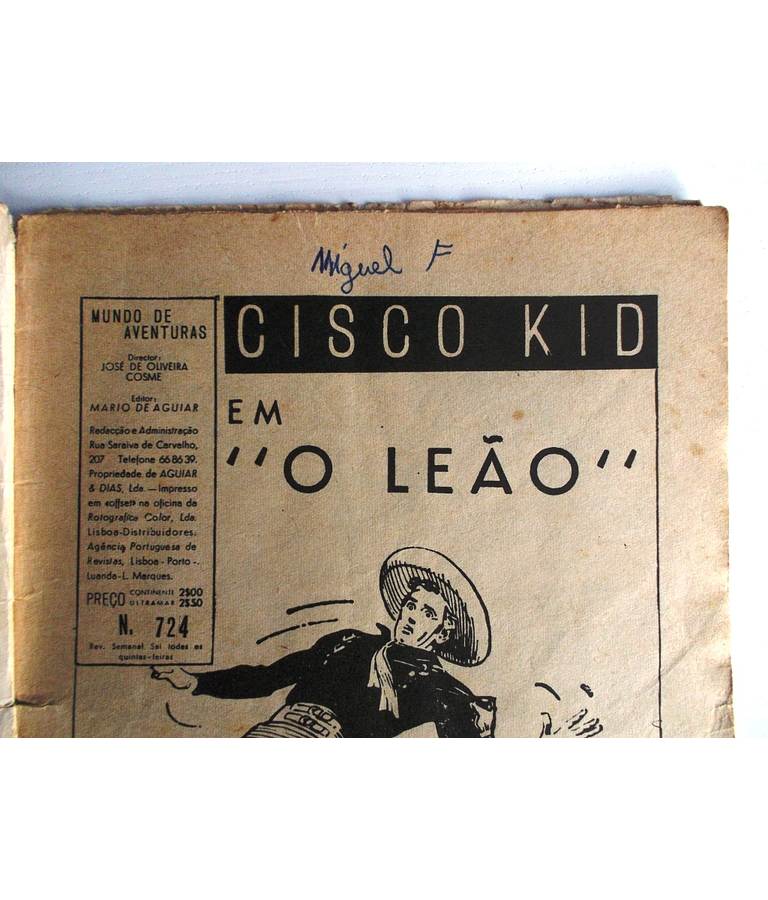 Miguel F
MUNDO DE
AVENTURAS
Director:
JOSÉ DE OLIVEIRA
COSME
Editor:
MARIO DE AGUIAR
Redacção e Administração
Rua Saraiva de Carvalho,
207 Telefone 66 86 39.
Propriedade de AGUIAR
& DIAS, Lda. — Impresso
em «offset» na oficina da
Rotografica Color, Lda.
Lisboa-Distribuidores:
Agência Portuguesa de
Revistas, Lisboa - Porto -
Luanda-L. Marques.
PREÇO CONTINENTE 2$00
ULTRAMAR 2$50
N. 724
Rev. Semanal Sai todas as
quintas-feiras
CISCO KID
EM
"O LEÃO"